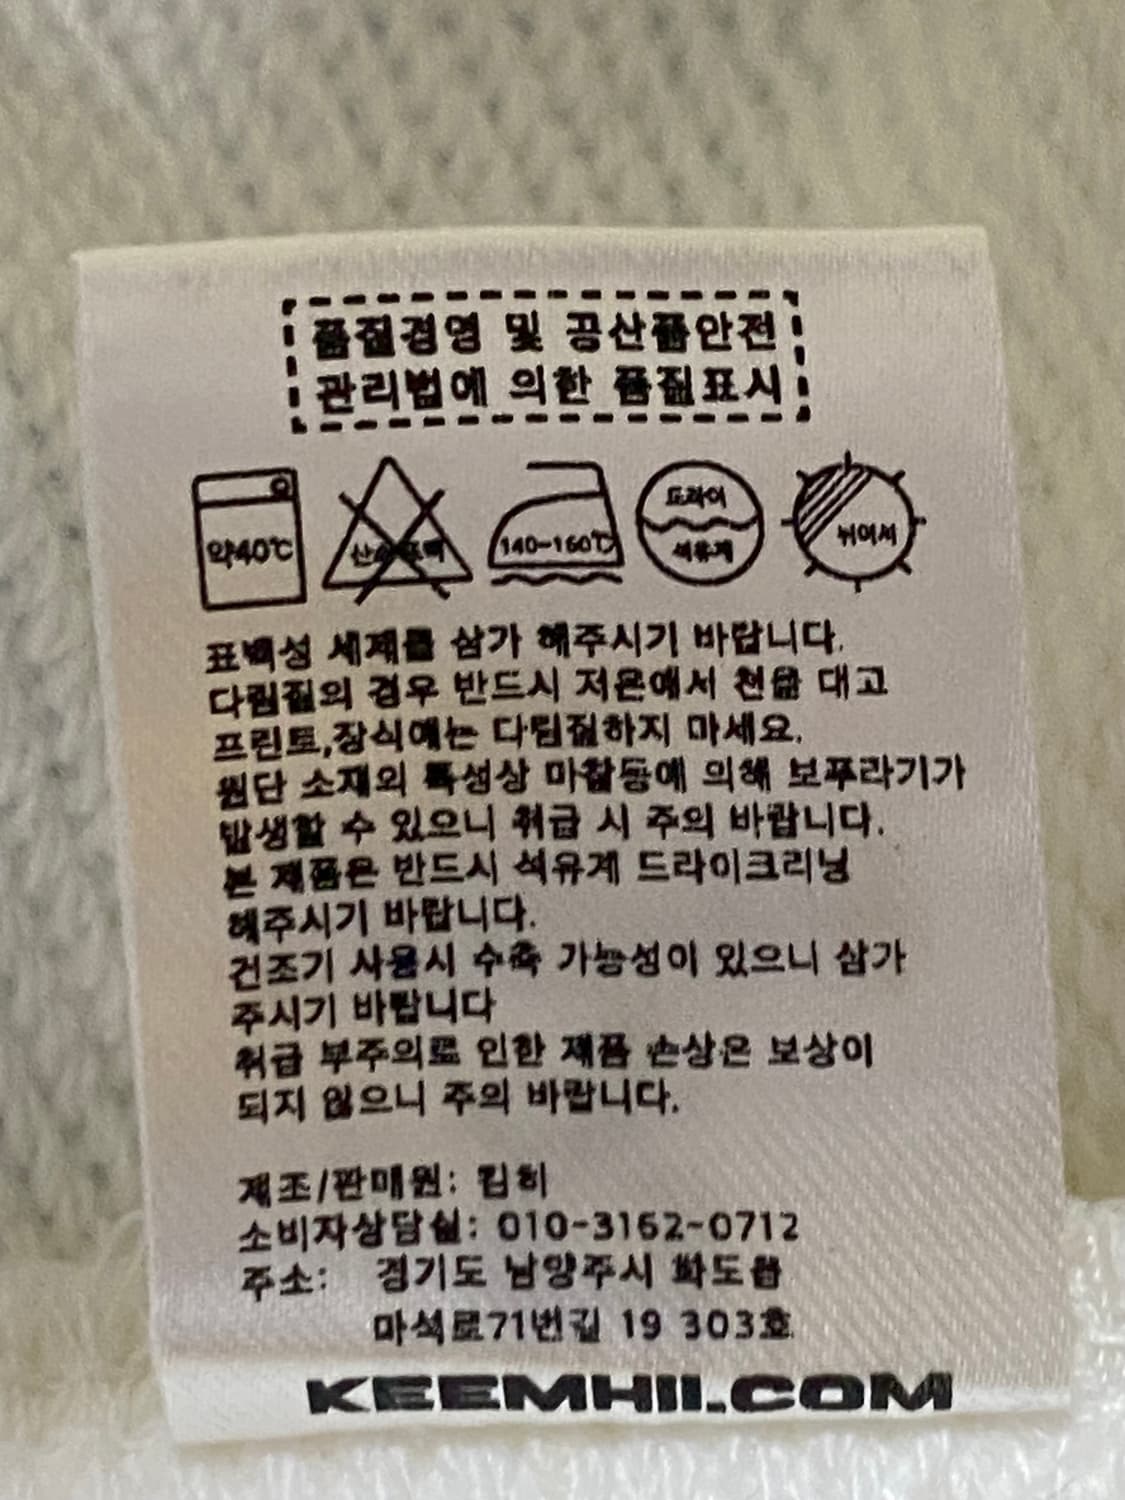 품질경영 및 공산품안전
관리법에 의한 품질표시
약40℃
140~160℃
드라이
석유계
뉘어서
표백성 세제를 삼가 해주시기 바랍니다.
다림질의 경우 반드시 저온에서 천을 대고
프린트,장식에는 다림질하지 마세요.
원단 소재의 특성상 마찰등에 의해 보푸라기가
발생할 수 있으니 취급 시 주의 바랍니다.
본 제품은 반드시 석유계 드라이크리닝
해주시기 바랍니다.
건조기 사용시 수축 가능성이 있으니 삼가
주시기 바랍니다
취급 부주의로 인한 제품 손상은 보상이
되지 않으니 주의 바랍니다.
제조/판매원: 킴히
소비자상담실: 010-3162-0712
주소: 경기도 남양주시 화도읍
마석로71번길 19 303호
KEEMHII.COM